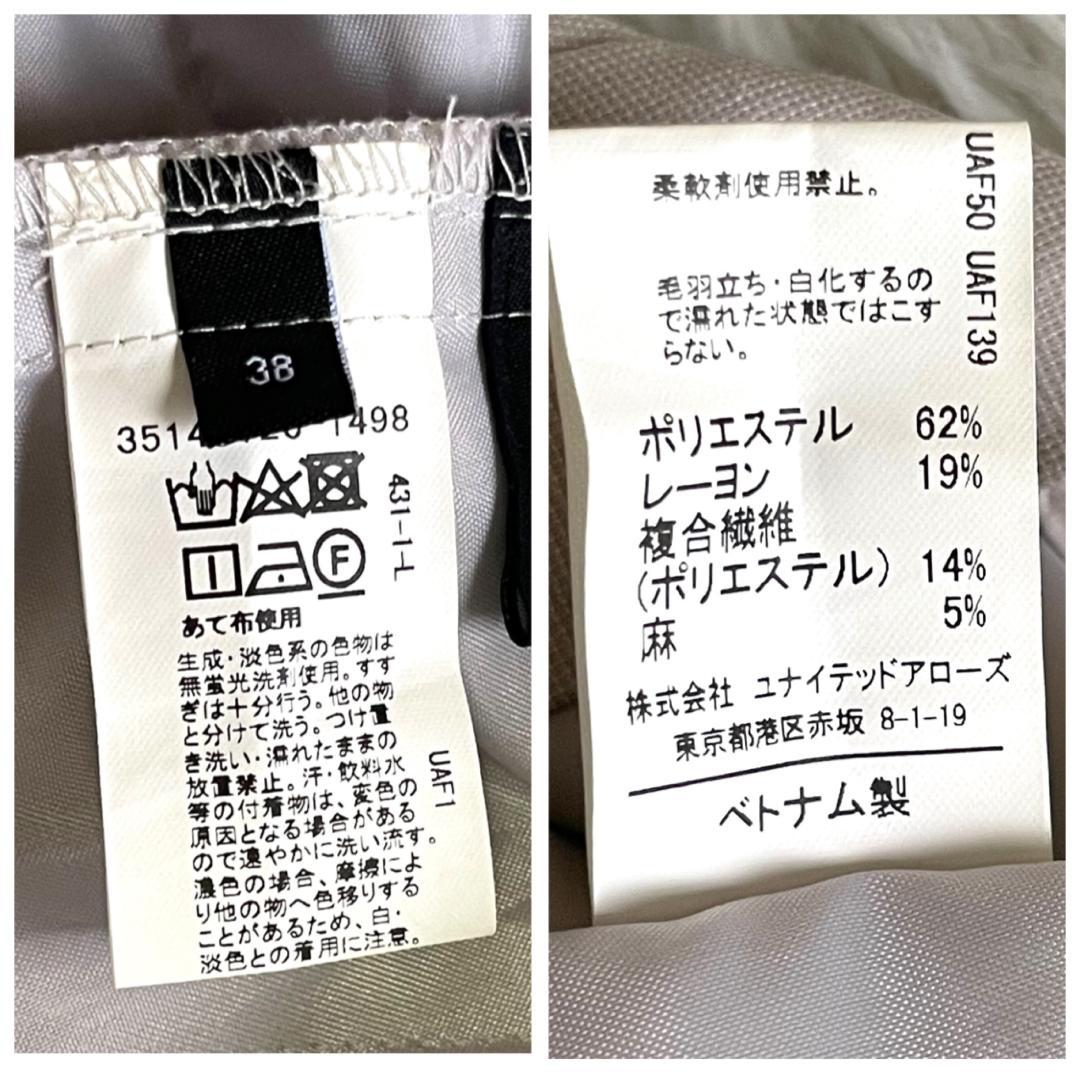 38
1498
431-1-L
F
あて布使用
生成・淡色系の色物は
無蛍光洗剤使用。すす
ぎは十分行う。他の物
と分けて洗う。つけ置
き洗い・濡れたままの
放置禁止。汗・飲料水
等の付着物は、変色の
原因となる場合がある
ので速やかに洗い流す。
濃色の場合、摩擦によ
り他の物へ色移りする
ことがあるため、白・
淡色との着用に注意。
UAF1
柔軟剤使用禁止。
毛羽立ち・白化するの
で濡れた状態ではこす
らない。
UAF50 UAF139
ポリエステル 62%
レーヨン 19%
複合繊維
(ポリエステル) 14%
麻 5%
株式会社 ユナイテッドアローズ
東京都港区赤坂 8-1-19
ベトナム製